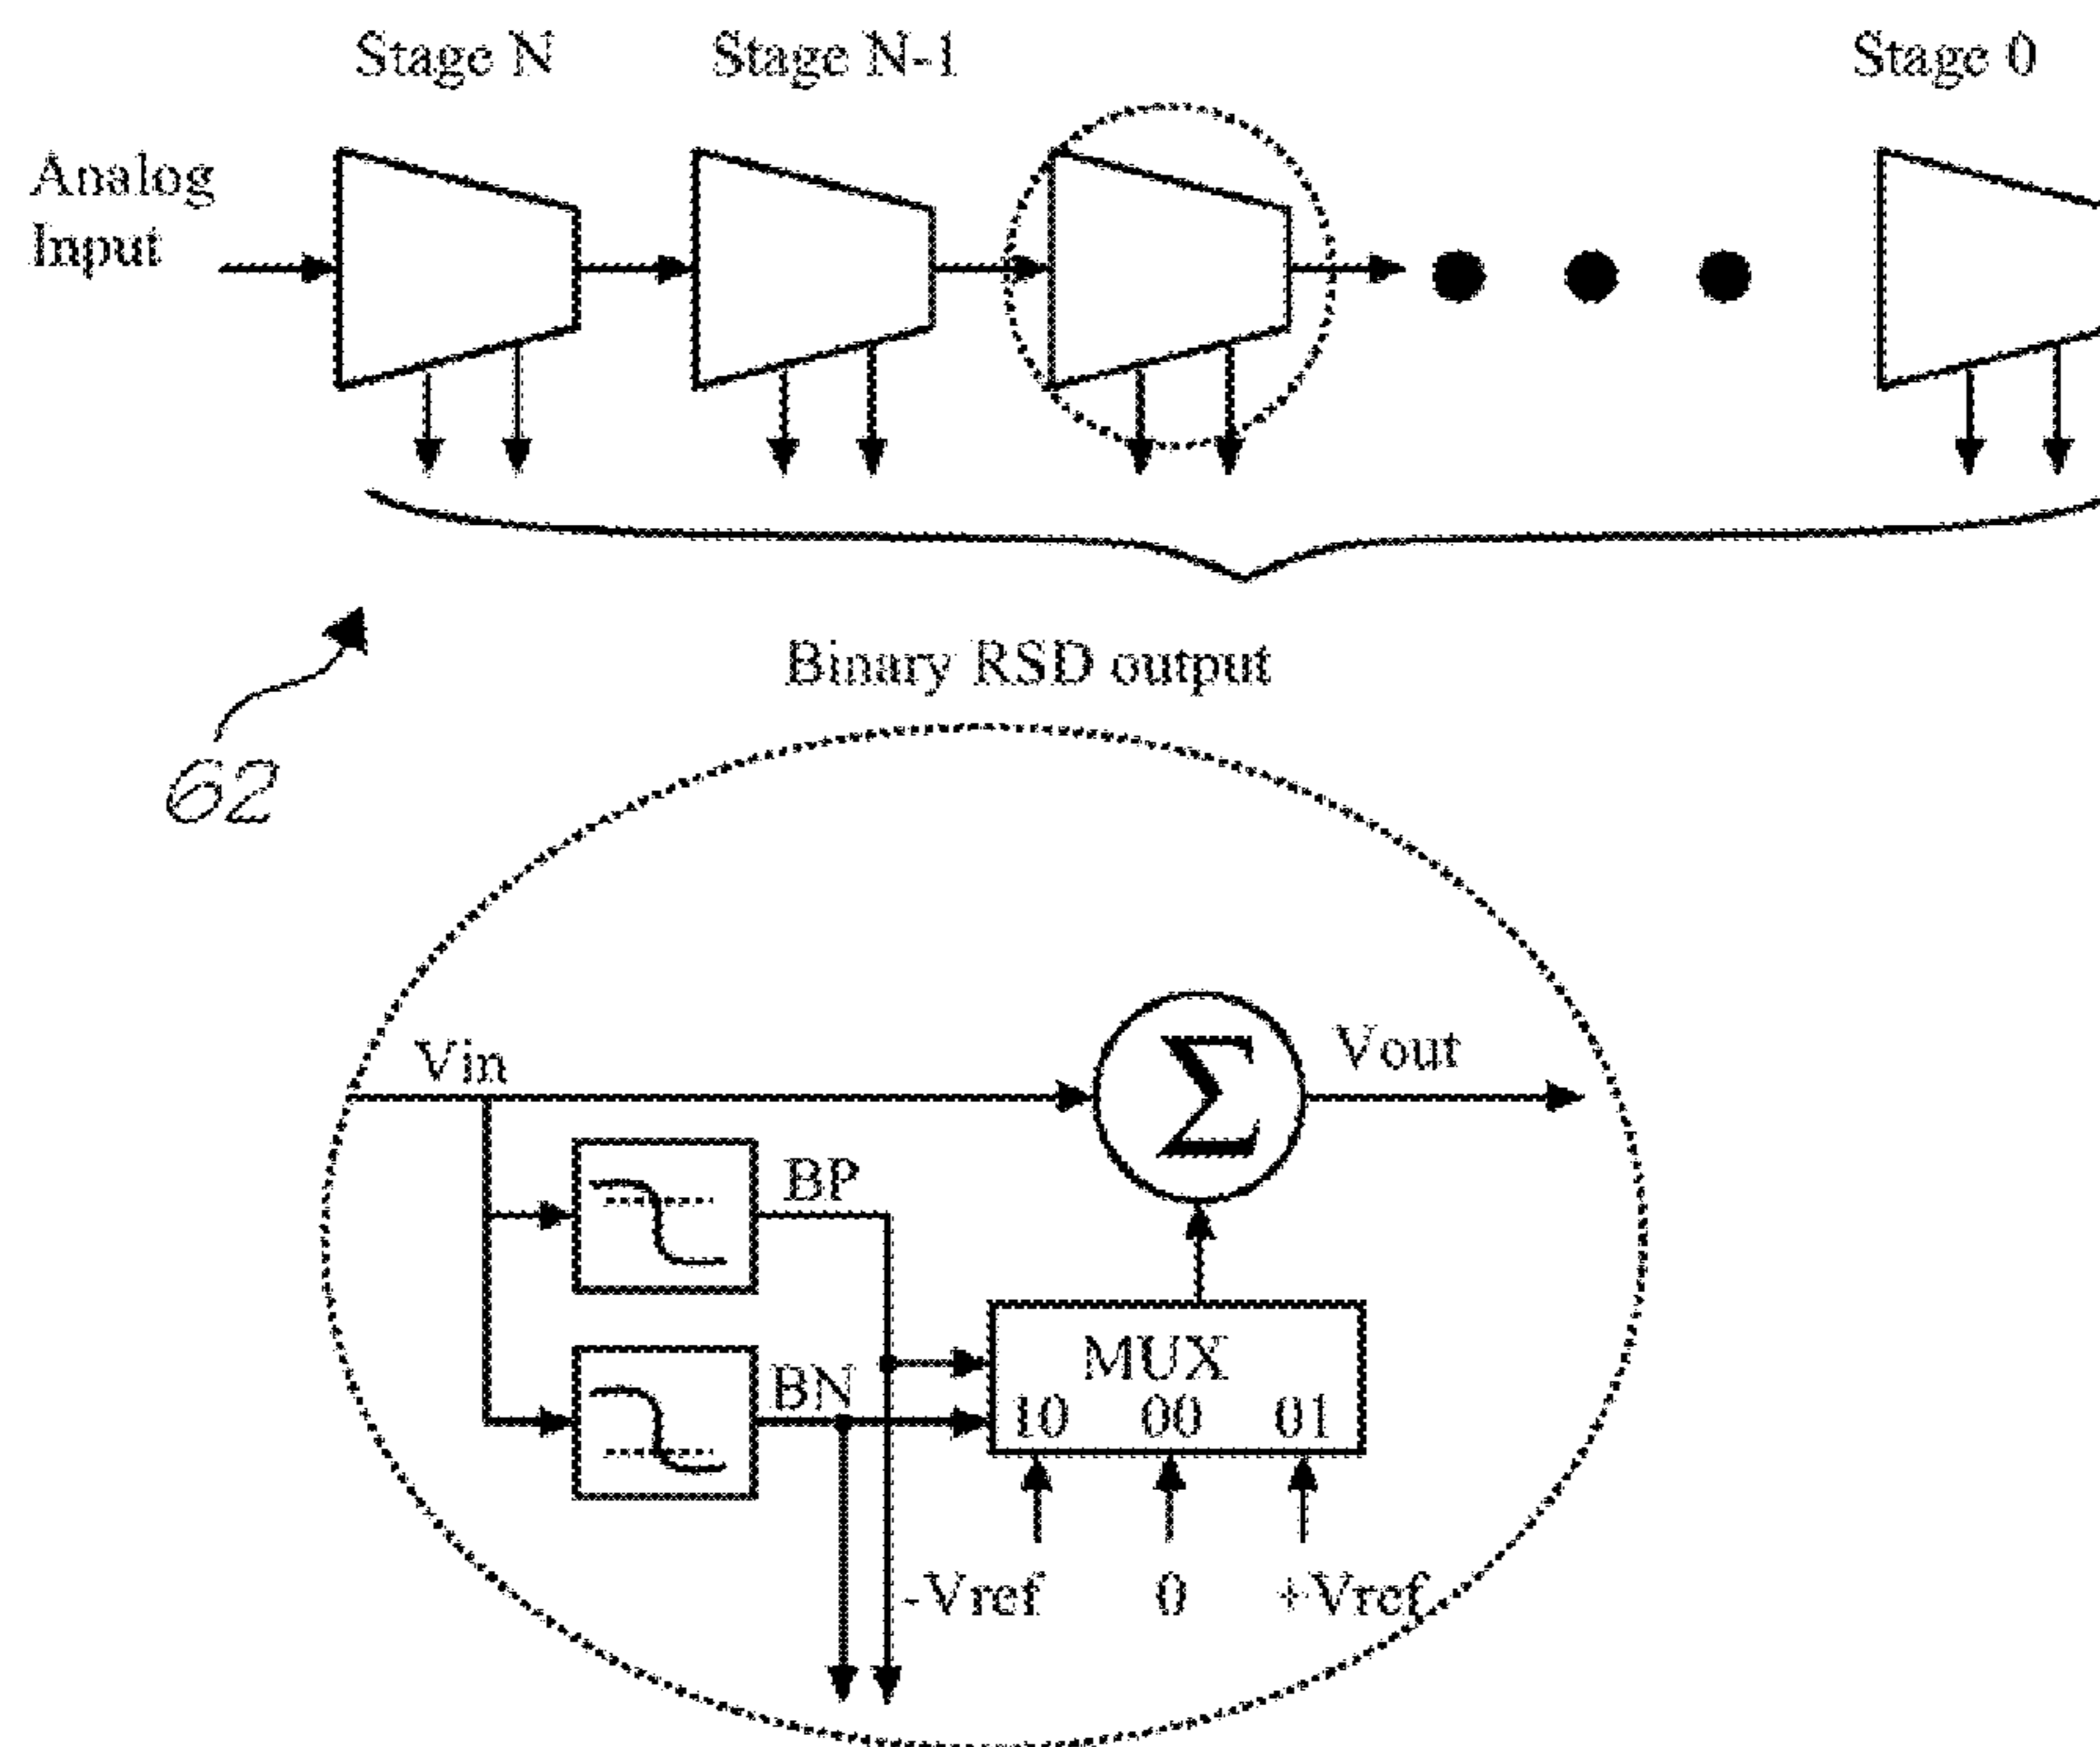 Stage N
Stage N-1
Stage 0
Analog
Input
Binary RSD output
62
Vin
Σ
Vout
BP
BN
MUX
10 00 01
-Vref 0 +Vref